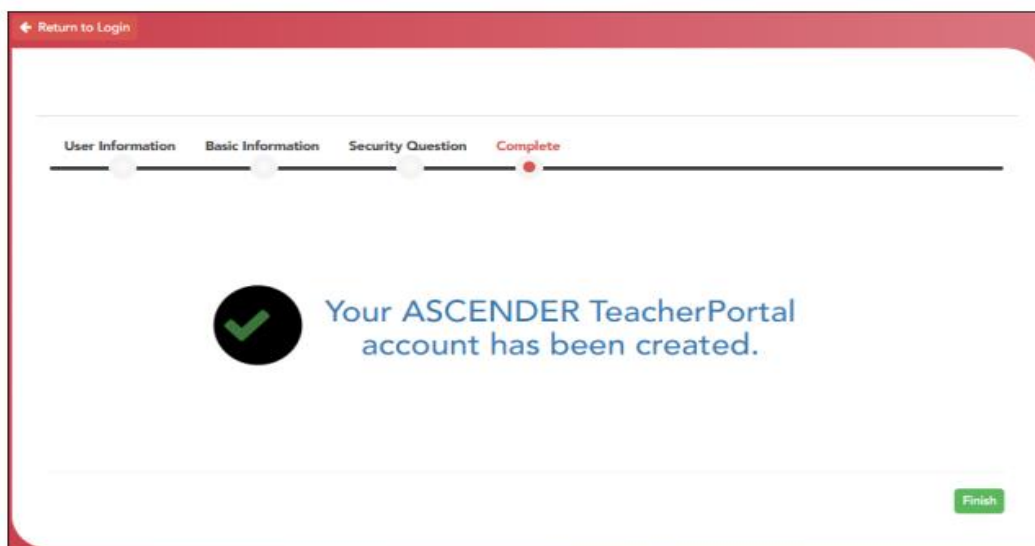 Return to Login
User Information Basic Information Security Question Complete
Your ASCENDER TeacherPortal
account has been created.
Finish